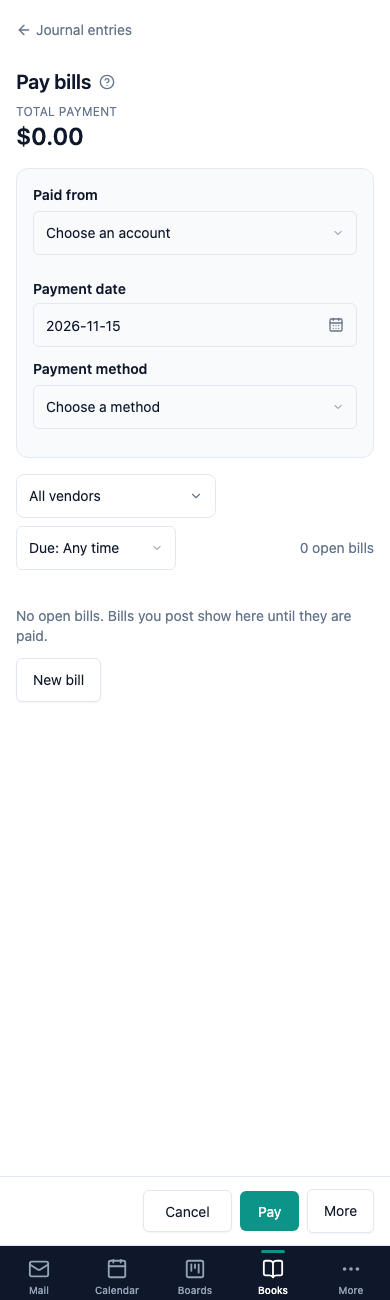 Journal entries
Pay bills
TOTAL PAYMENT
$0.00
Paid from
Choose an account
Payment date
2026-11-15
Payment method
Choose a method
All vendors
Due: Any time
0 open bills
No open bills. Bills you post show here until they are
paid.
New bill
Cancel
Pay
More
Mail
Calendar
Boards
Books
More